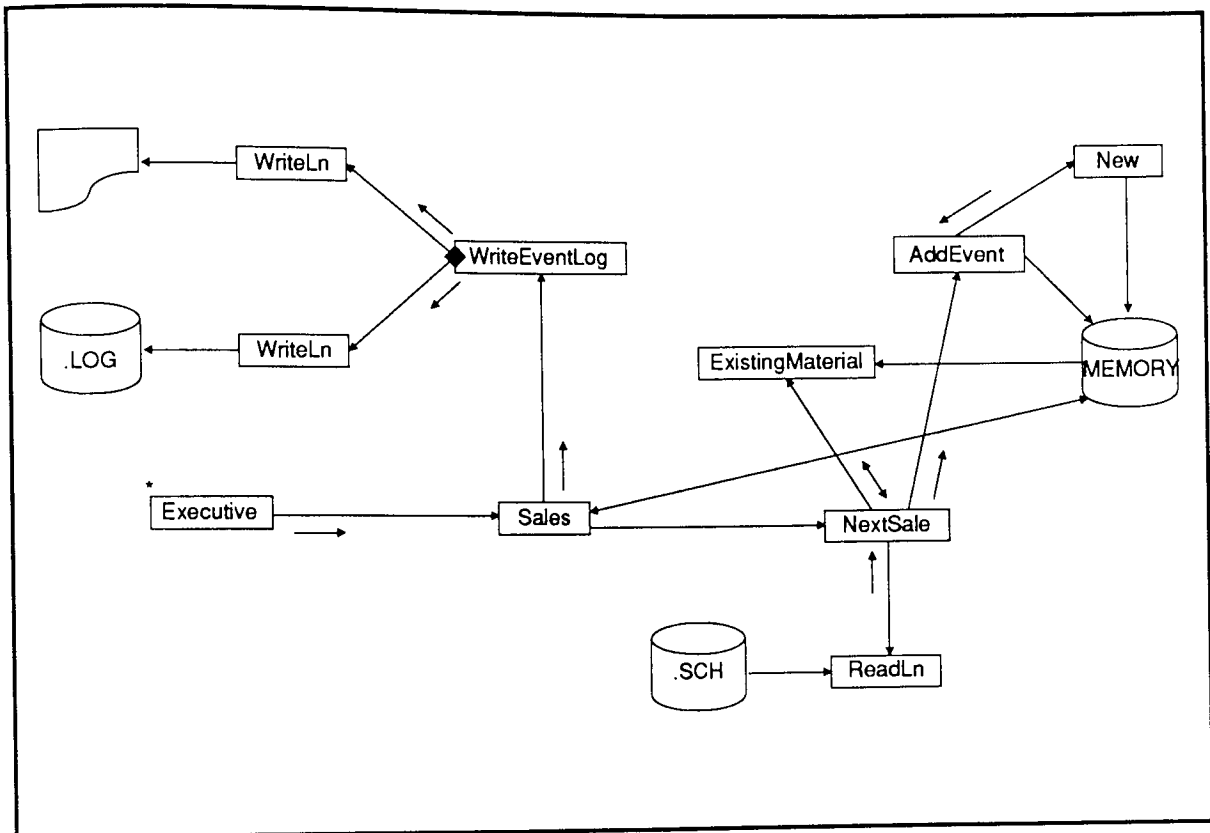 WriteLn
New
WriteEventLog
AddEvent
.LOG
WriteLn
ExistingMaterial
MEMORY
*
Executive
Sales
NextSale
.SCH
ReadLn